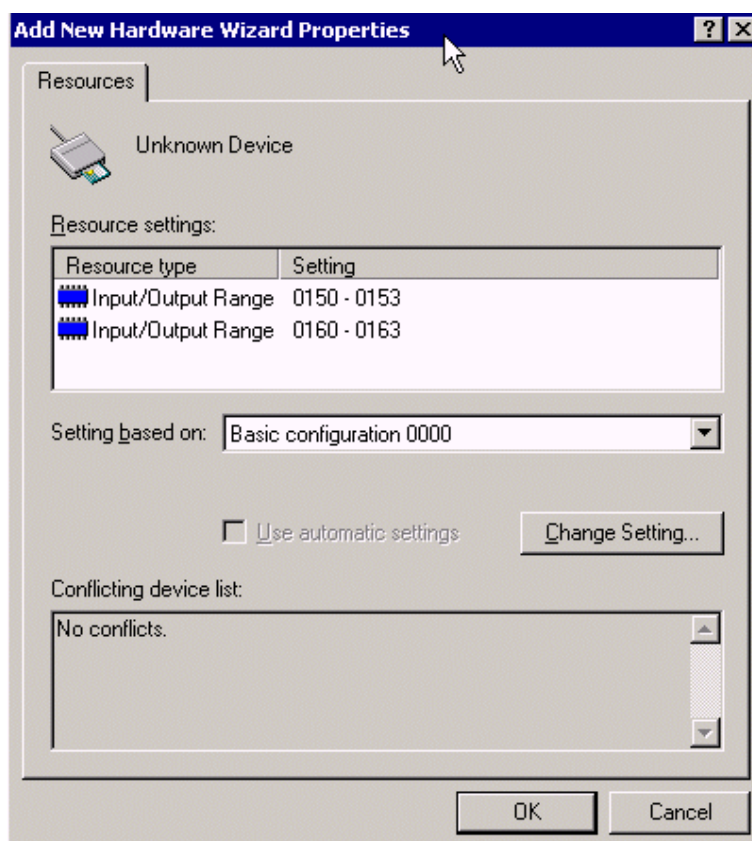 Add New Hardware Wizard Properties
Resources
Unknown Device
Resource settings:
Resource type Setting
Input/Output Range 0150 - 0153
Input/Output Range 0160 - 0163
Setting based on: Basic configuration 0000
Use automatic settings Change Setting...
Conflicting device list:
No conflicts.
OK Cancel